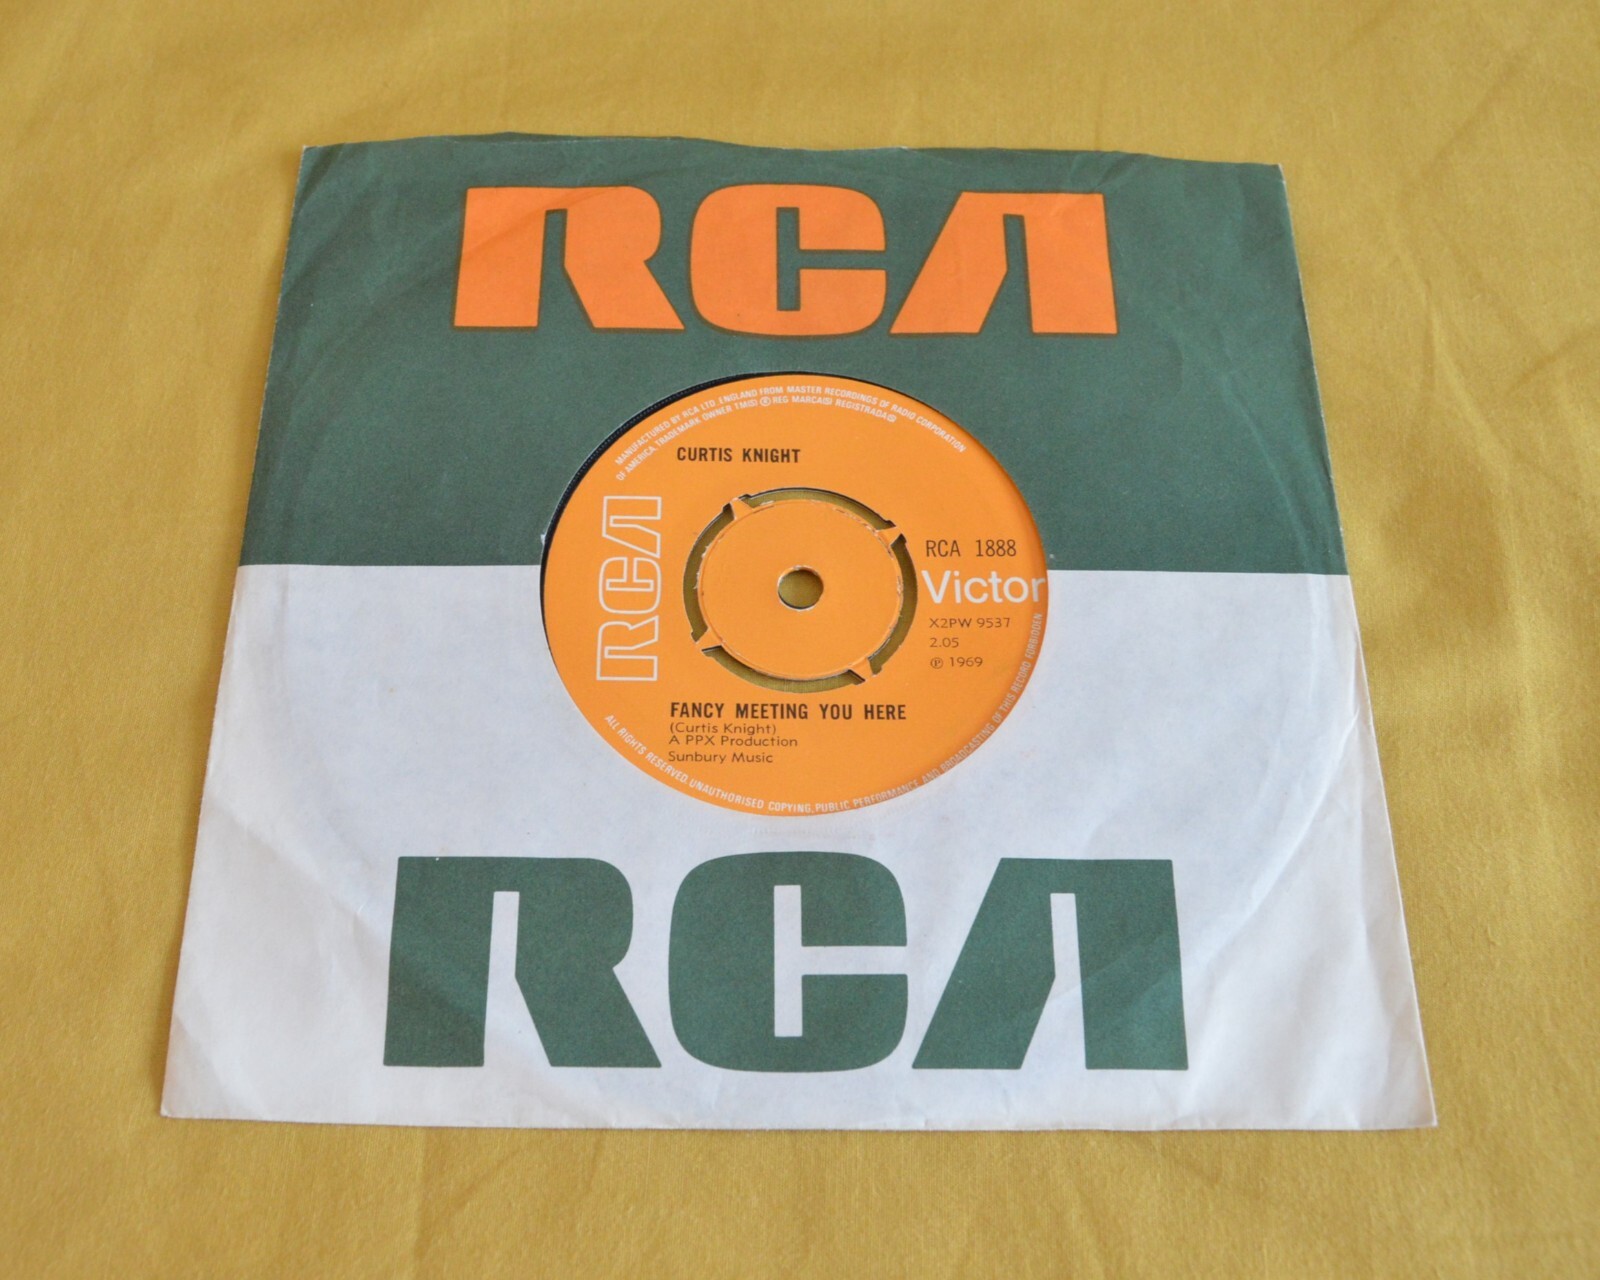 RCA
MANUFACTURED BY RCA LTD. ENGLAND FROM MASTER RECORDINGS OF RADIO CORPORATION
OF AMERICA. TRADEMARK OWNER TM(S) ® REG MARCA(S) REGISTRADA(S)
CURTIS KNIGHT
RCA
RCA 1888
Victor
X2PW 9537
2.05
℗ 1969
FANCY MEETING YOU HERE
(Curtis Knight)
A PPX Production
Sunbury Music
ALL RIGHTS RESERVED. UNAUTHORISED COPYING, PUBLIC PERFORMANCE AND BROADCASTING OF THIS RECORD FORBIDDEN
RCA